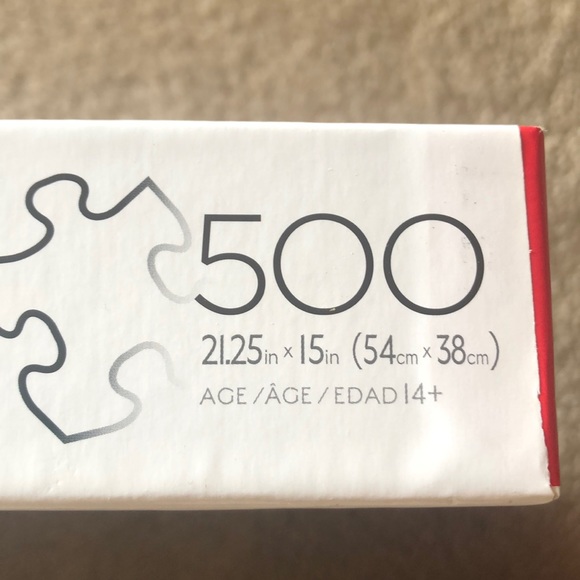 500
21.25in x 15in (54cm x 38cm)
AGE/ÂGE/EDAD 14+